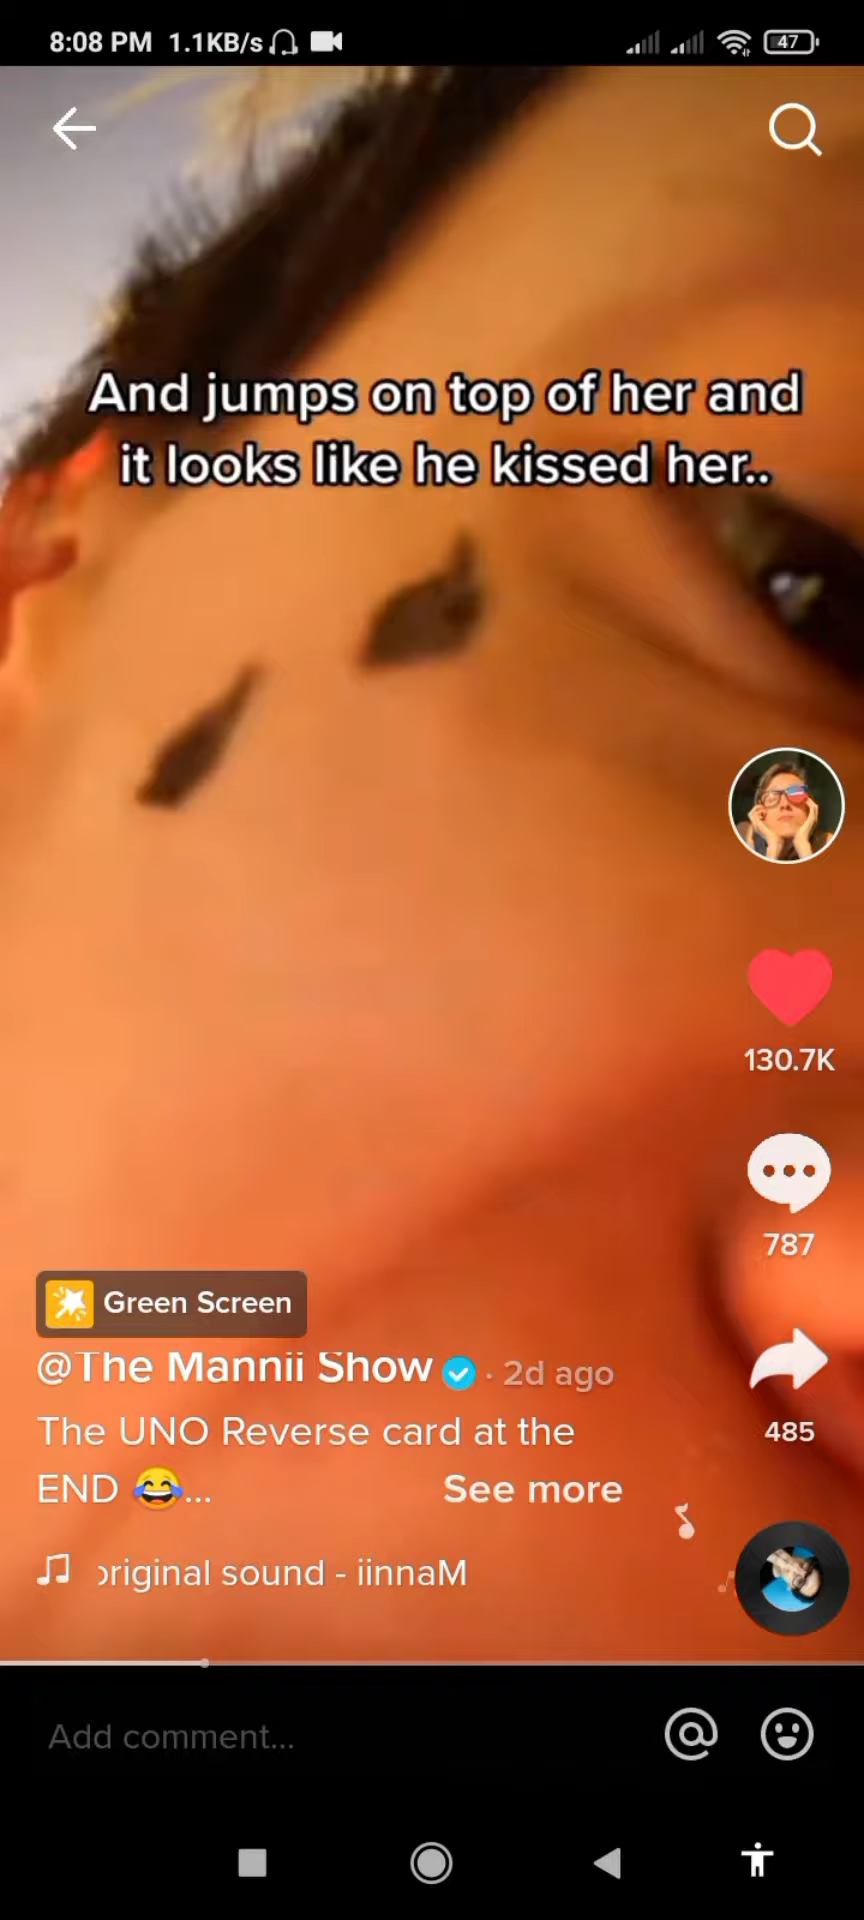 8:08 PM 1.1KB/s 47
And jumps on top of her and
it looks like he kissed her..
130.7K
787
Green Screen
@The Mannii Show · 2d ago
485
The UNO Reverse card at the
END 😂... See more
original sound - iinnaM
Add comment...